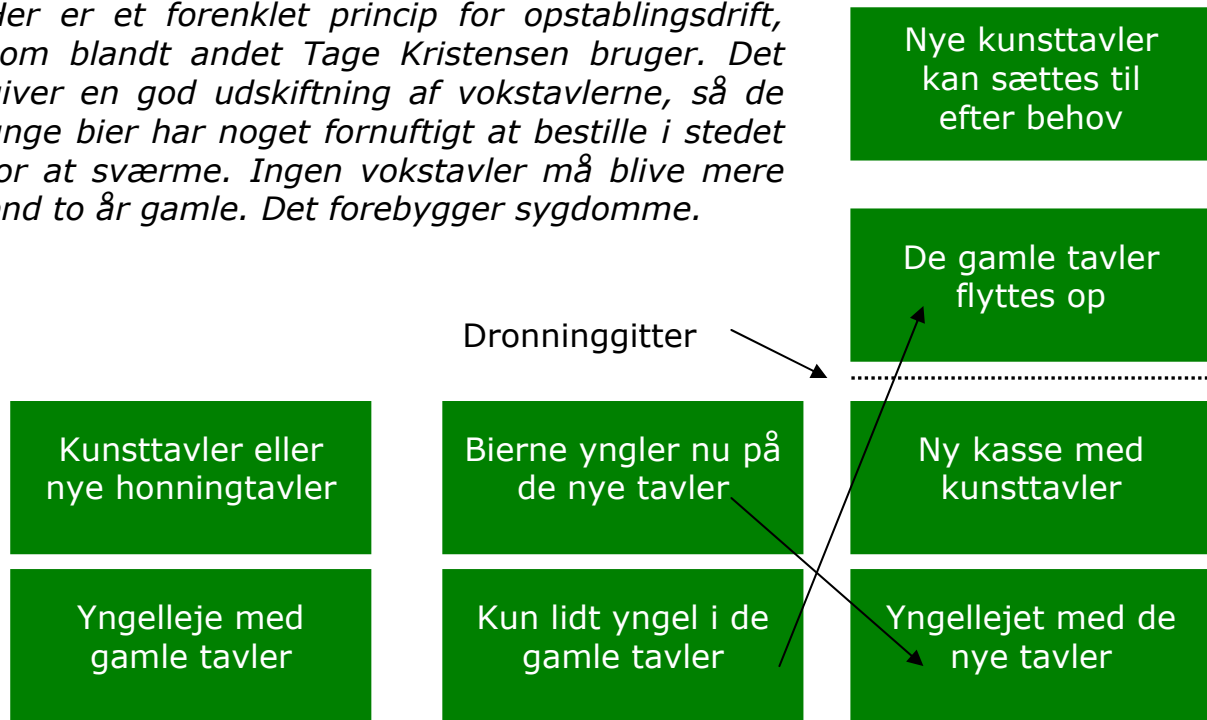 er er et forenklet princip for opstablingsdrift,
om blandt andet Tage Kristensen bruger. Det
iver en god udskiftning af vokstavlerne, så de
nge bier har noget fornuftigt at bestille i stedet
or at sværme. Ingen vokstavler må blive mere
nd to år gamle. Det forebygger sygdomme.
Nye kunsttavler
kan sættes til
efter behov
De gamle tavler
flyttes op
Dronninggitter
Kunsttavler eller
nye honningtavler
Bierne yngler nu på
de nye tavler
Ny kasse med
kunsttavler
Yngelleje med
gamle tavler
Kun lidt yngel i de
gamle tavler
Yngellejet med de
nye tavler